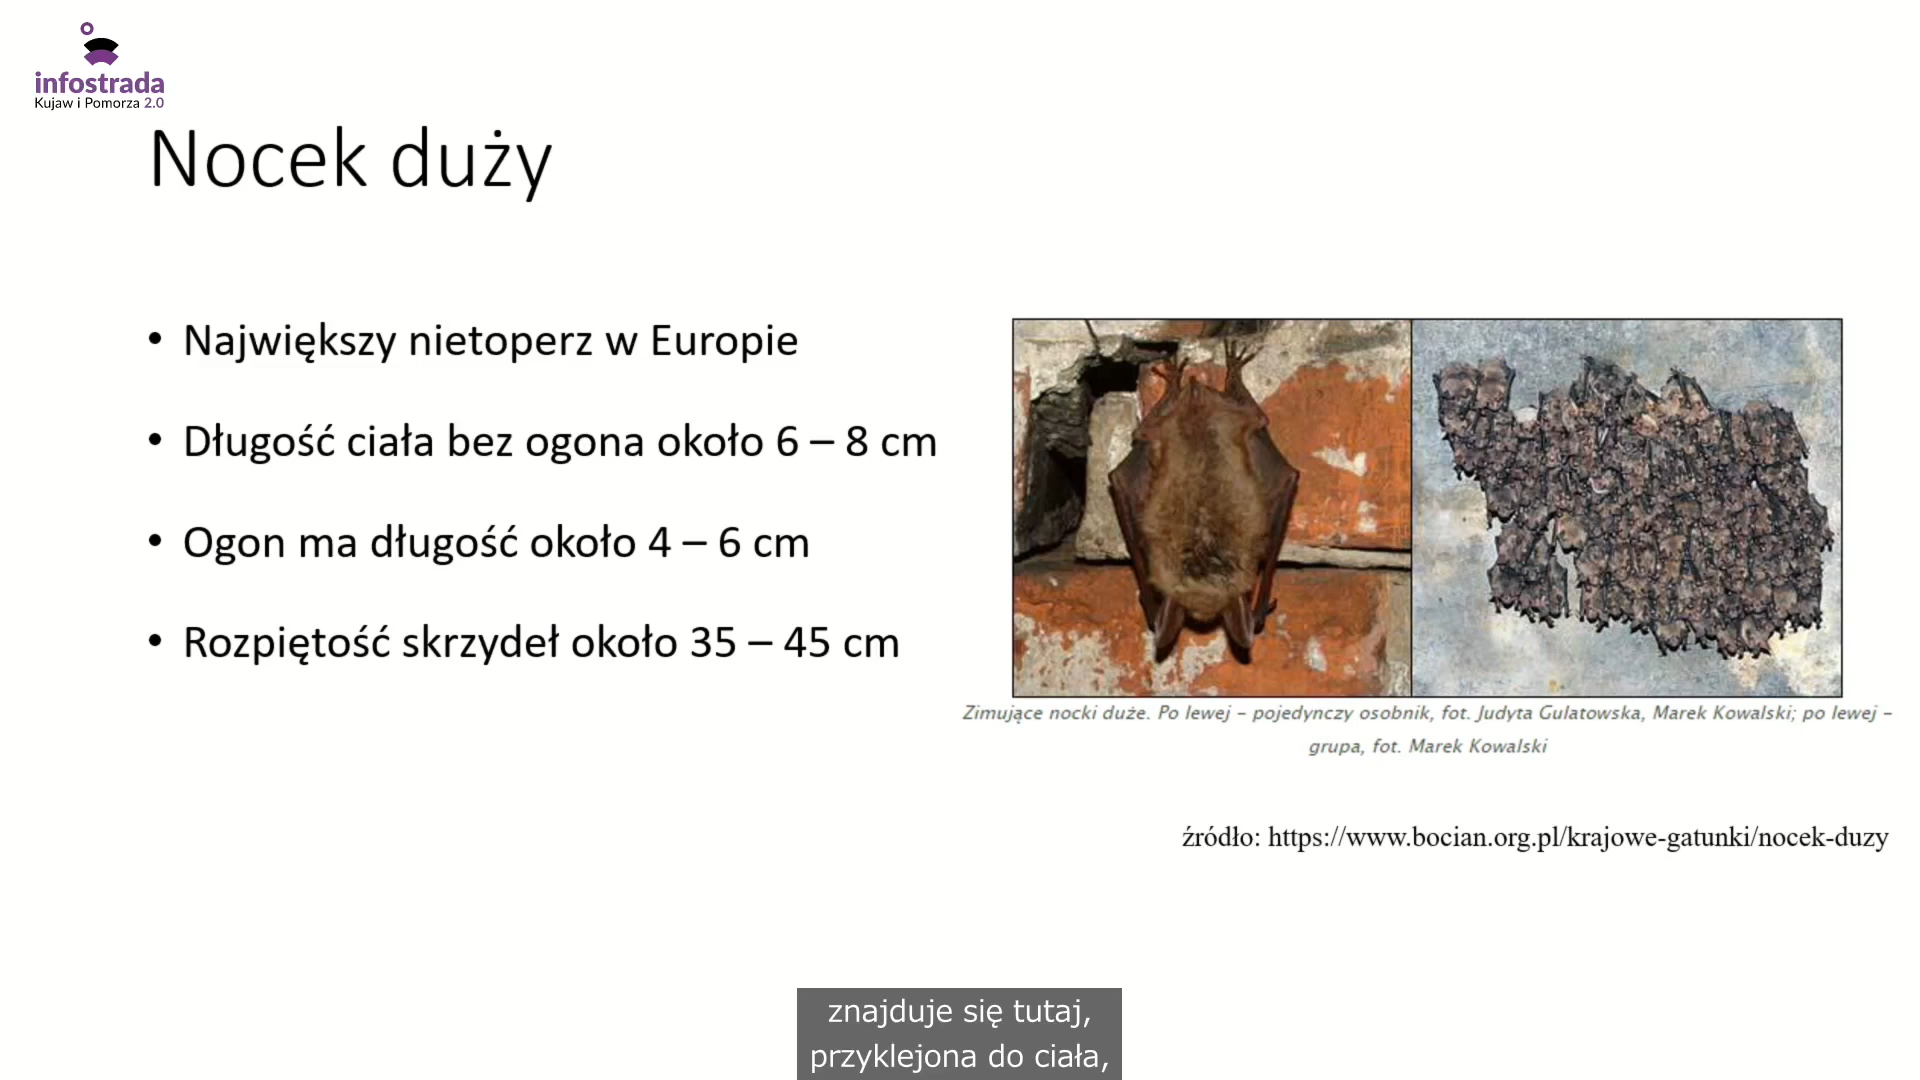 infostrada
Kujaw i Pomorza 2.0
Nocek duży
• Największy nietoperz w Europie
• Długość ciała bez ogona około 6 – 8 cm
• Ogon ma długość około 4 – 6 cm
• Rozpiętość skrzydeł około 35 – 45 cm
Zimujące nocki duże. Po lewej – pojedynczy osobnik, fot. Judyta Gulatowska, Marek Kowalski; po lewej –
grupa, fot. Marek Kowalski
źródło: https://www.bocian.org.pl/krajowe-gatunki/nocek-duzy
znajduje się tutaj,
przyklejona do ciała,